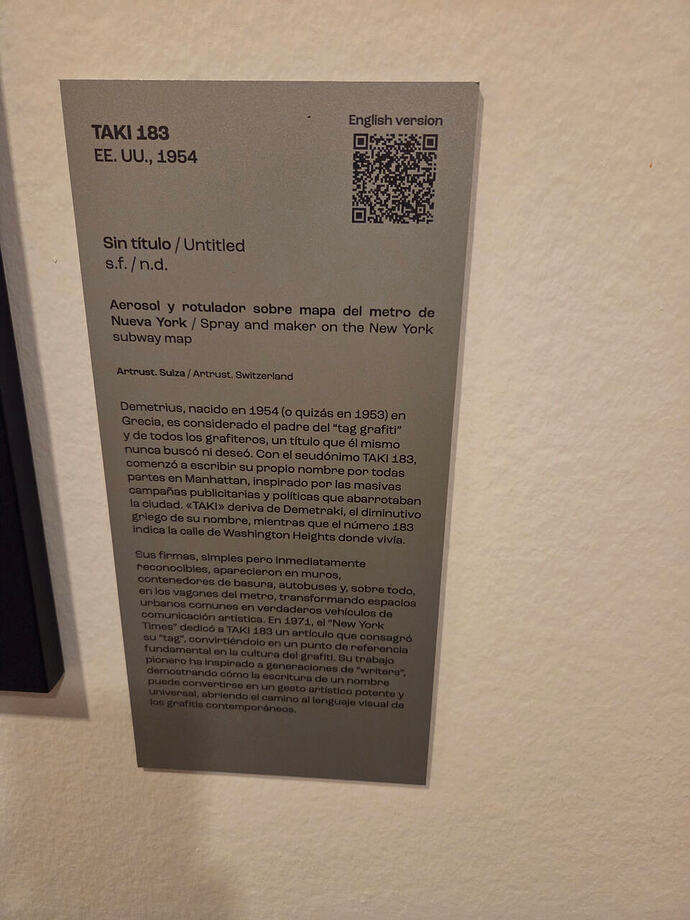 English version
TAKI 183
EE. UU., 1954
Sin título / Untitled
s.f. / n.d.
Aerosol y rotulador sobre mapa del metro de
Nueva York / Spray and maker on the New York
subway map
Artrust. Suiza / Artrust. Switzerland
Demetrius, nacido en 1954 (o quizás en 1953) en
Grecia, es considerado el padre del "tag grafiti"
y de todos los grafiteros, un título que él mismo
nunca buscó ni deseó. Con el seudónimo TAKI 183,
comenzó a escribir su propio nombre por todas
partes en Manhattan, inspirado por las masivas
campañas publicitarias y políticas que abarrotaban
la ciudad. «TAKI» deriva de Demetraki, el diminutivo
griego de su nombre, mientras que el número 183
indica la calle de Washington Heights donde vivía.
Sus firmas, simples pero inmediatamente
reconocibles, aparecieron en muros,
contenedores de basura, autobuses y, sobre todo,
en los vagones del metro, transformando espacios
urbanos comunes en verdaderos vehículos de
comunicación artística. En 1971, el "New York
Times" dedicó a TAKI 183 un artículo que consagró
su "tag", convirtiéndolo en un punto de referencia
fundamental en la cultura del grafiti. Su trabajo
pionero ha inspirado a generaciones de "writers",
demostrando cómo la escritura de un nombre
puede convertirse en un gesto artístico potente y
universal, abriendo el camino al lenguaje visual de
los grafitis contemporáneos.